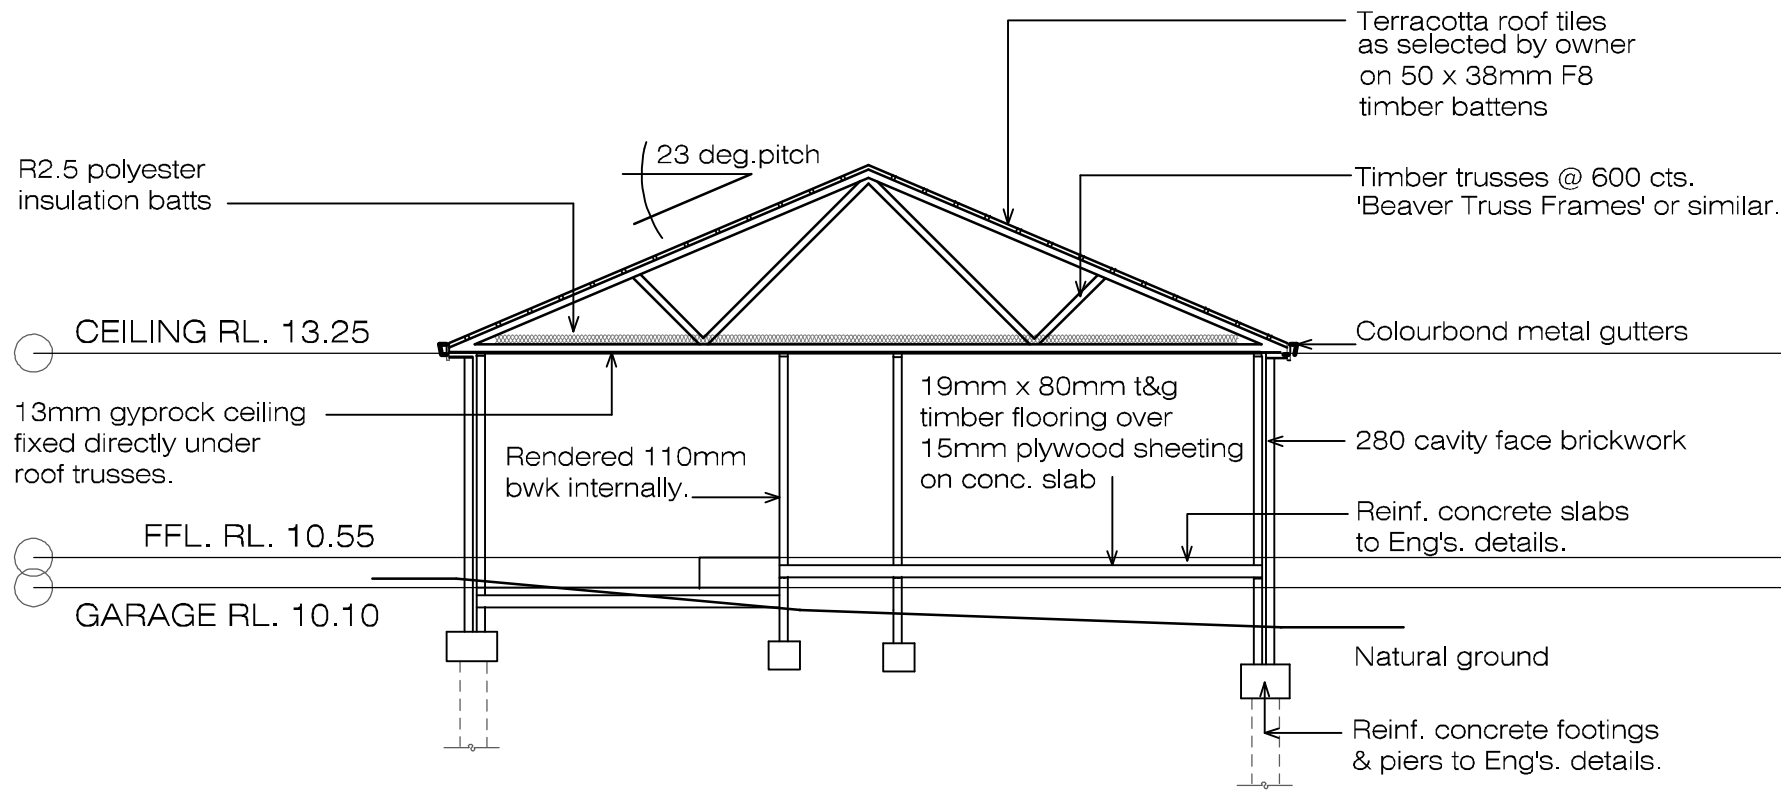 Terracotta roof tiles
as selected by owner
on 50 x 38mm F8
timber battens
23 deg.pitch
R2.5 polyester
insulation batts
Timber trusses @ 600 cts.
'Beaver Truss Frames' or similar.
CEILING RL. 13.25
Colourbond metal gutters
13mm gyprock ceiling
fixed directly under
roof trusses.
Rendered 110mm
bwk internally.
19mm x 80mm t&g
timber flooring over
15mm plywood sheeting
on conc. slab
280 cavity face brickwork
FFL. RL. 10.55
Reinf. concrete slabs
to Eng's. details.
GARAGE RL. 10.10
Natural ground
Reinf. concrete footings
& piers to Eng's. details.